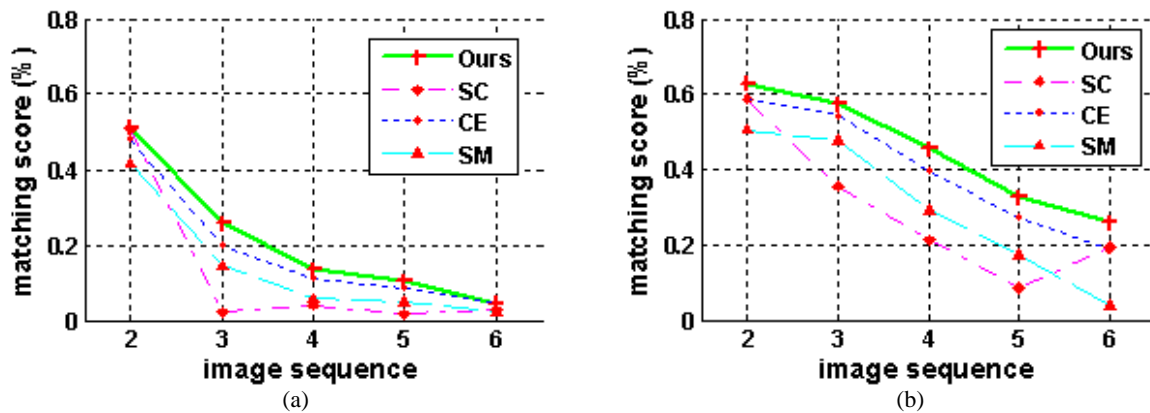 0.8
0.6
0.4
0.2
0
matching score (%)
2 3 4 5 6
image sequence
Ours
SC
CE
SM
(a)
0.8
0.6
0.4
0.2
0
matching score (%)
2 3 4 5 6
image sequence
Ours
SC
CE
SM
(b)